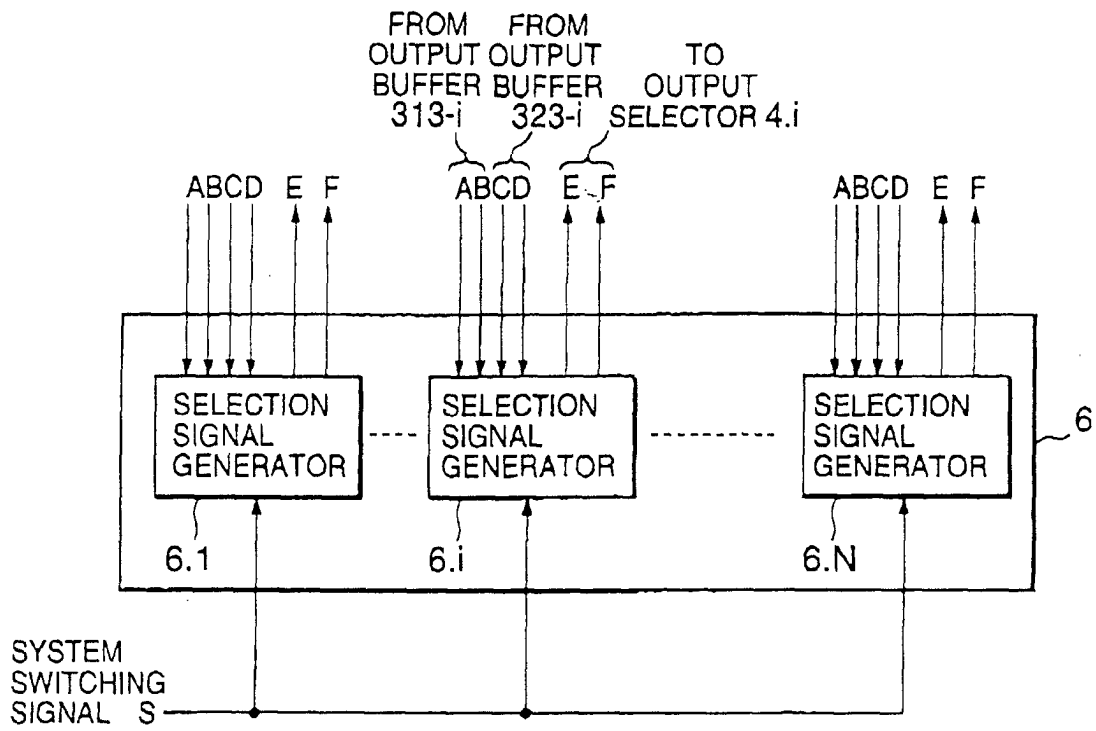 FROM FROM
OUTPUT OUTPUT TO
BUFFER BUFFER OUTPUT
313-i 323-i SELECTOR 4.i
ABCD E F ABCD E F ABCD E F
SELECTION SIGNAL GENERATOR
SELECTION SIGNAL GENERATOR
SELECTION SIGNAL GENERATOR
6
6.1 6.i 6.N
SYSTEM
SWITCHING
SIGNAL S